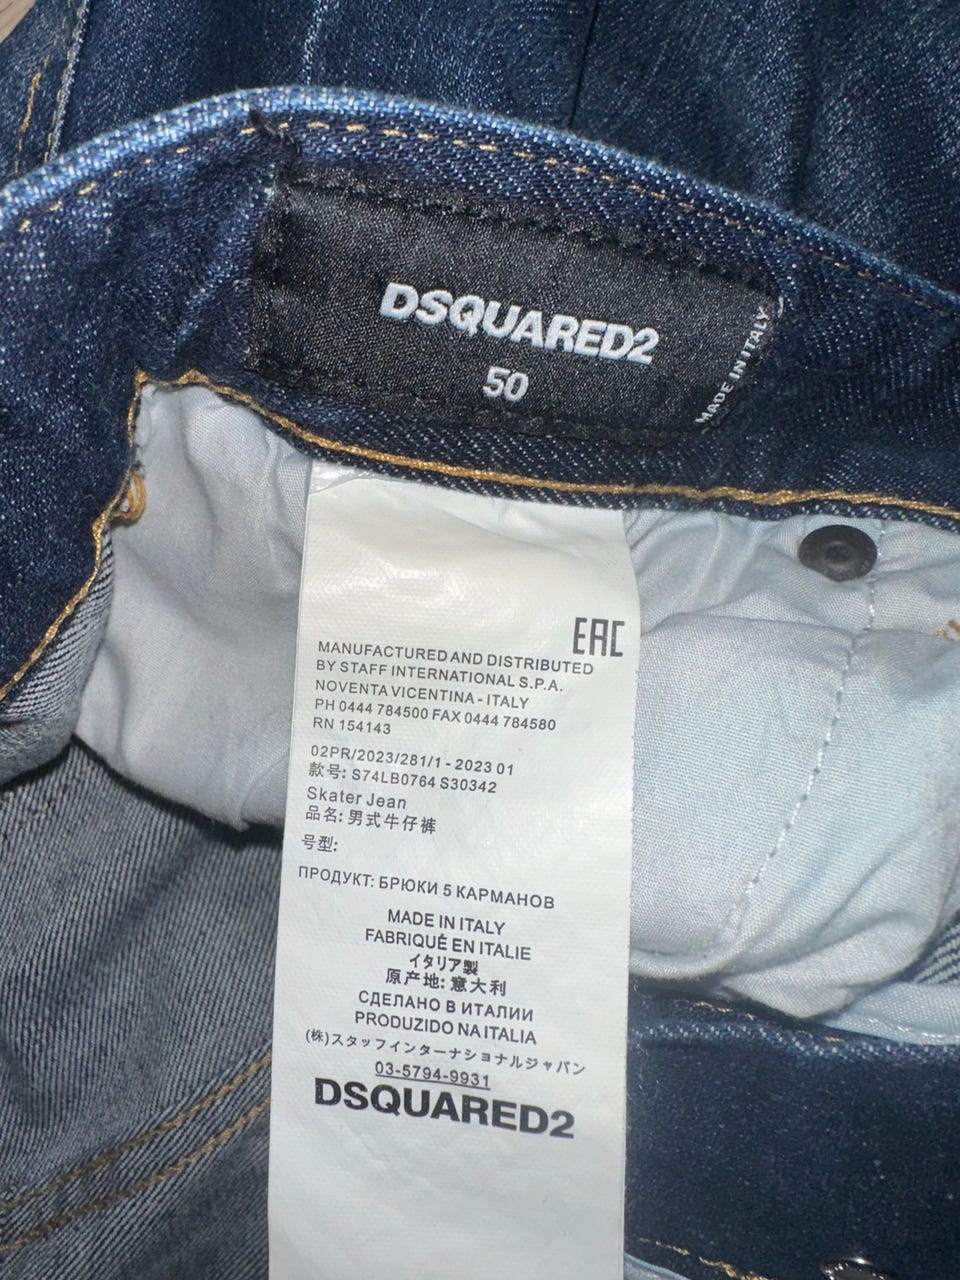 DSQUARED2
50
MADE IN ITALY
EAC
MANUFACTURED AND DISTRIBUTED
BY STAFF INTERNATIONAL S.P.A.
NOVENTA VICENTINA - ITALY
PH 0444 784500 FAX 0444 784580
RN 154143
02PR/2023/281/1 - 2023 01
款号: S74LB0764 S30342
Skater Jean
品名: 男式牛仔裤
号型:
ПРОДУКТ: БРЮКИ 5 КАРМАНОВ
MADE IN ITALY
FABRIQUÉ EN ITALIE
イタリア製
原产地: 意大利
СДЕЛАНО В ИТАЛИИ
PRODUZIDO NA ITALIA
(株)スタッフインターナショナルジャパン
03-5794-9931
DSQUARED2